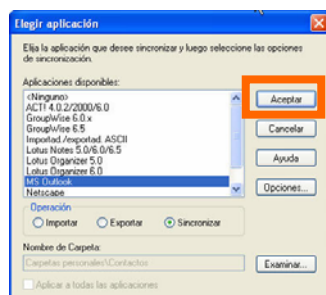 Elegir aplicación
Elija la aplicación que desee sincronizar y luego seleccione las opciones
de sincronización.
Aplicaciones disponibles:
<Ninguno>
ACT! 4.0.2/2000/6.0
GroupWise 6.0.x
GroupWise 6.5
Importad./exportad. ASCII
Lotus Notes 5.0/6.0/6.5
Lotus Organizer 5.0
Lotus Organizer 6.0
MS Outlook
Netscape
Aceptar
Cancelar
Ayuda
Opciones...
Operación
Importar
Exportar
Sincronizar
Nombre de Carpeta:
Carpetas personales\Contactos
Examinar...
Aplicar a todas las aplicaciones